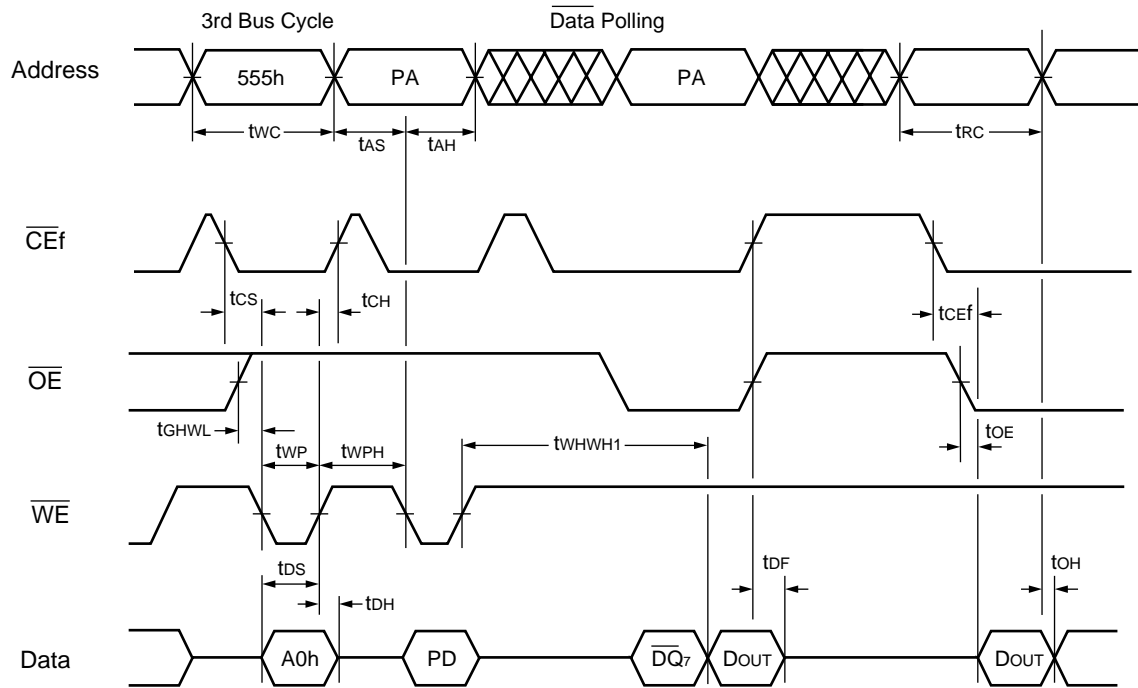 3rd Bus Cycle
Data Polling
Address
555h
PA
PA
tWC
tAS
tAH
tRC
CEf
tCS
tCH
tCEf
OE
tGHWL
tWP
tWPH
tWHWH1
tOE
WE
tDS
tDH
tDF
tOH
Data
A0h
PD
DQ7
DOUT
DOUT